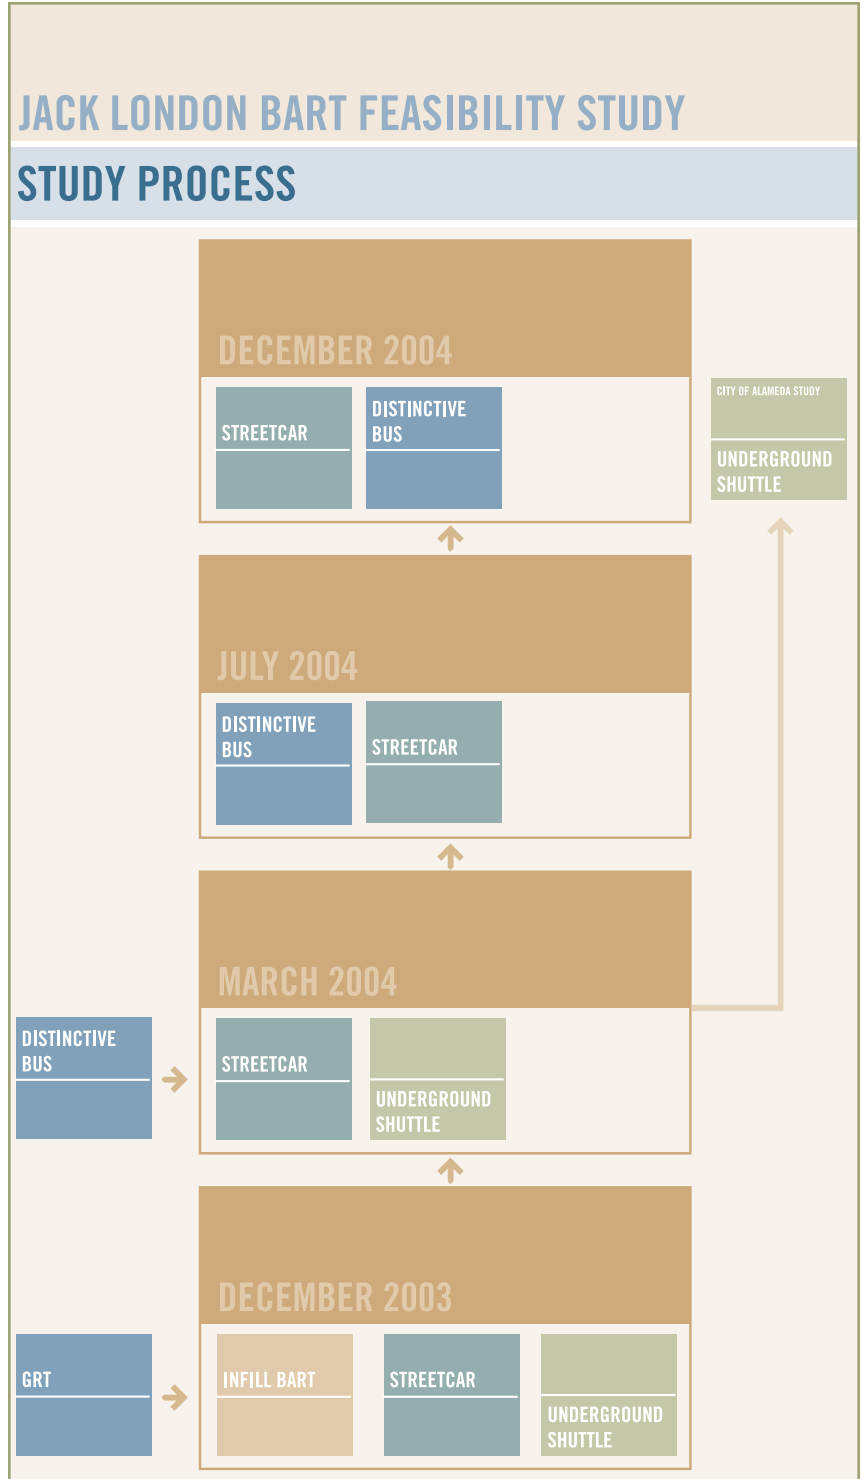 JACK LONDON BART FEASIBILITY STUDY
STUDY PROCESS
DECEMBER 2004
STREETCAR
DISTINCTIVE
BUS
CITY OF ALAMEDA STUDY
UNDERGROUND
SHUTTLE
JULY 2004
DISTINCTIVE
BUS
STREETCAR
MARCH 2004
DISTINCTIVE
BUS
STREETCAR
UNDERGROUND
SHUTTLE
DECEMBER 2003
GRT
INFILL BART
STREETCAR
UNDERGROUND
SHUTTLE